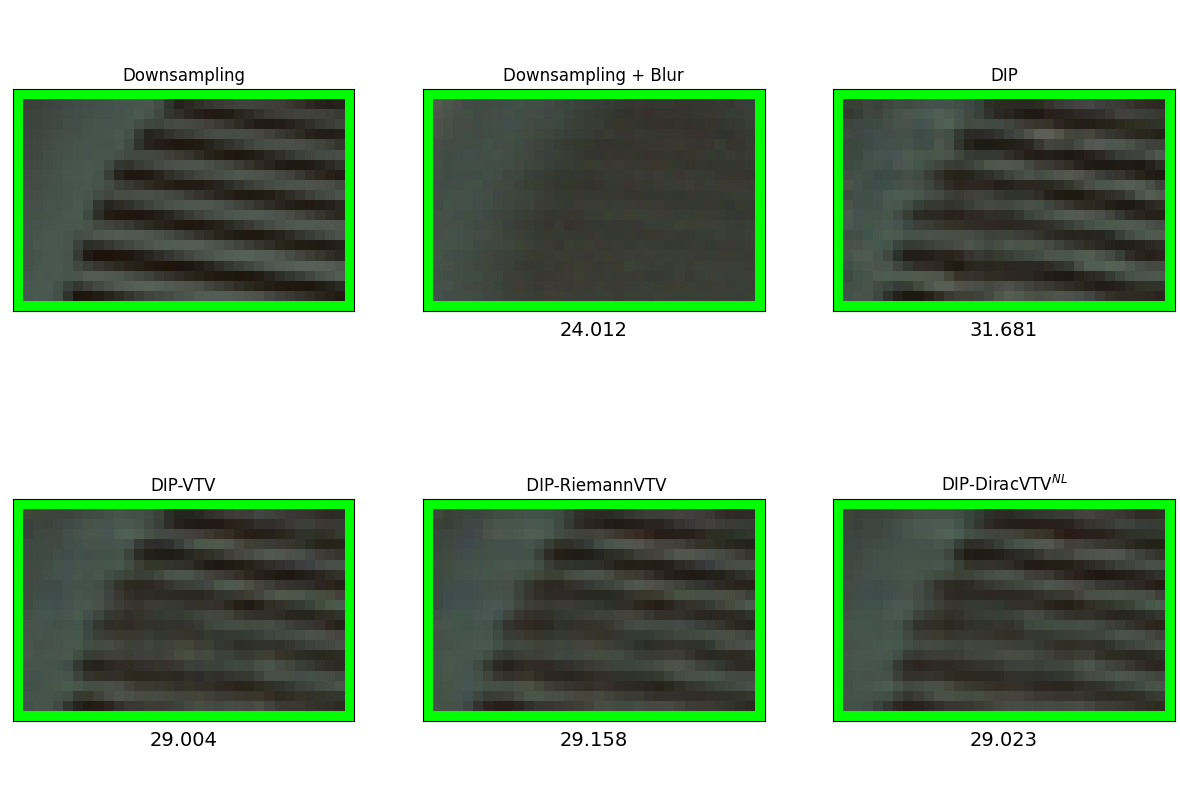 Downsampling
Downsampling + Blur
DIP
24.012
31.681
DIP-VTV
DIP-RiemannVTV
DIP-DiracVTV^{NL}
29.004
29.158
29.023